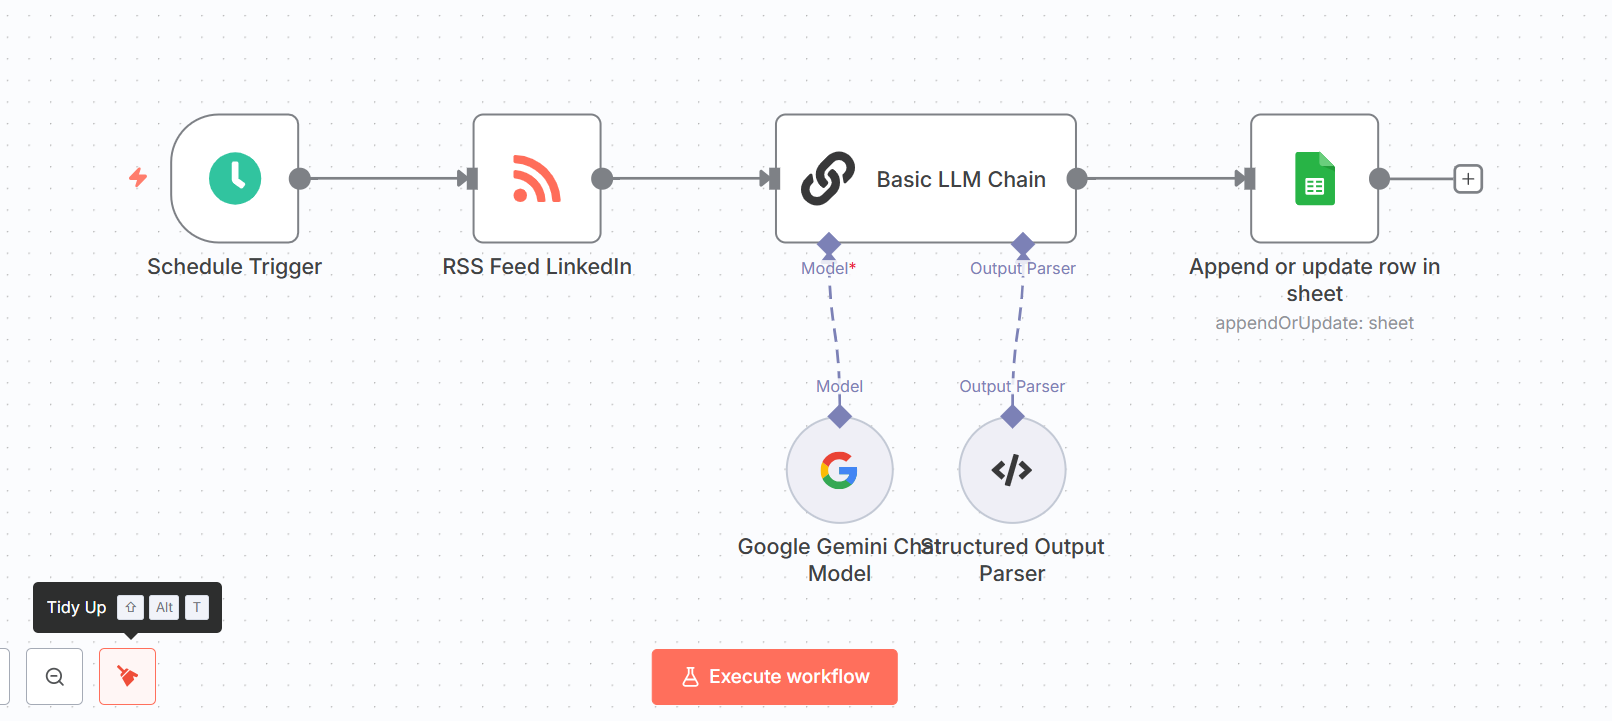 Basic LLM Chain
Schedule Trigger
RSS Feed LinkedIn
Model*
Output Parser
Append or update row in
sheet
appendOrUpdate: sheet
Model
Output Parser
Google Gemini Chat
Model
Structured Output
Parser
Tidy Up ⇧ Alt T
Execute workflow